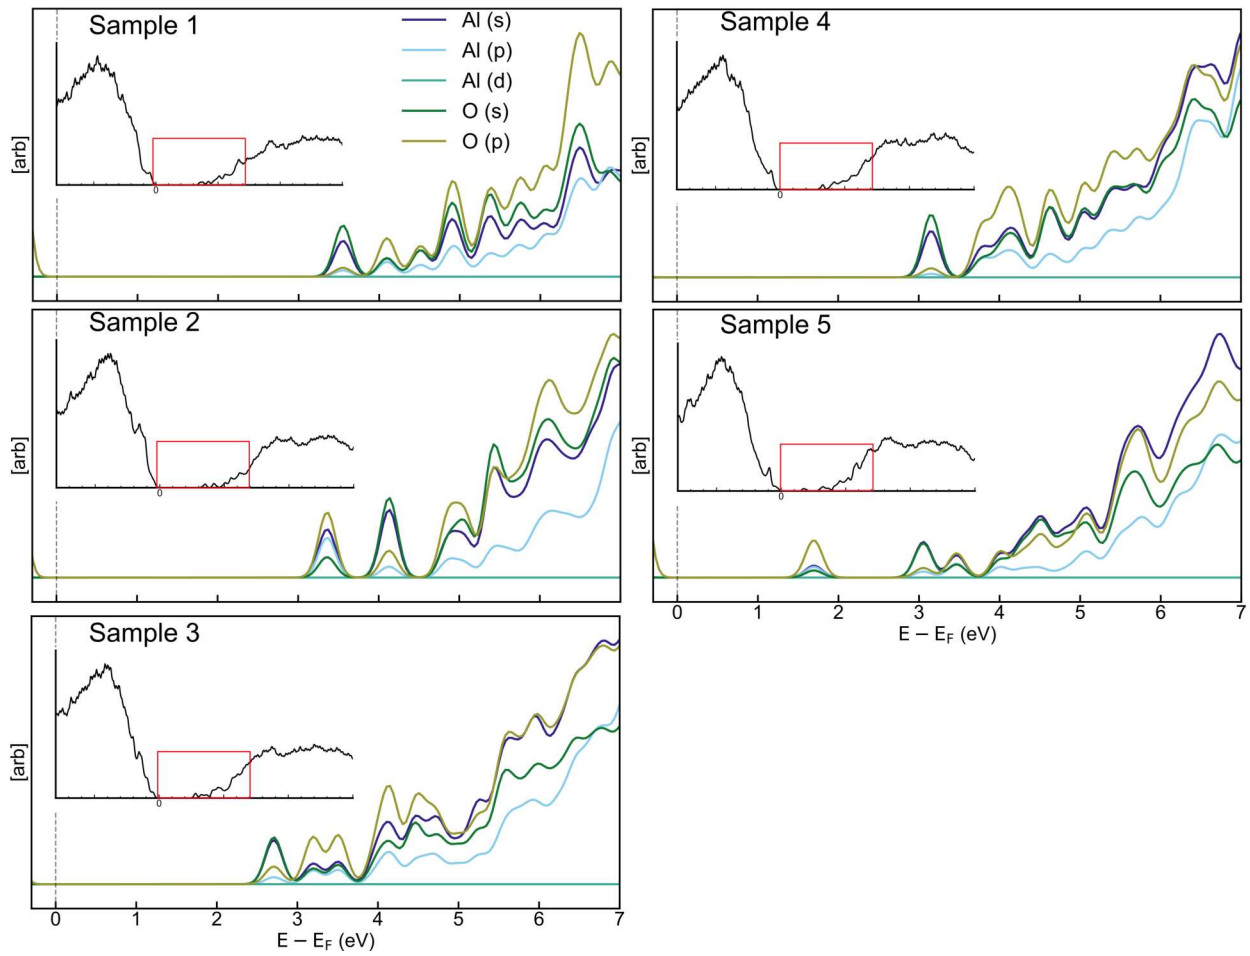 Sample 1
Al (s)
Al (p)
Al (d)
O (s)
O (p)
[arb]
0
Sample 2
[arb]
0
Sample 3
[arb]
0
0 1 2 3 4 5 6 7
E − E_F (eV)
Sample 4
[arb]
0
Sample 5
[arb]
0
0 1 2 3 4 5 6 7
E − E_F (eV)